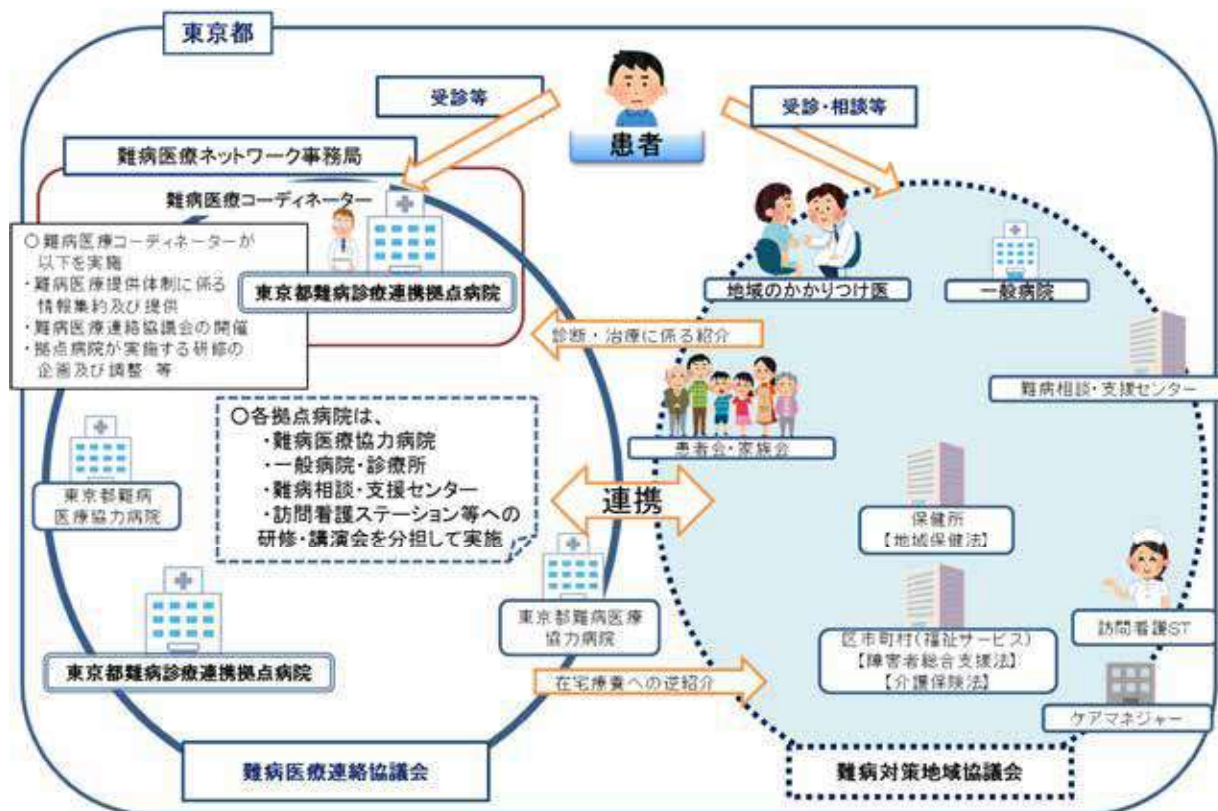 東京都
受診等
患者
受診・相談等
難病医療ネットワーク事務局
難病医療コーディネーター
○難病医療コーディネーターが
以下を実施
・難病医療提供体制に係る
情報集約及び提供
・難病医療連絡協議会の開催
・拠点病院が実施する研修の
企画及び調整 等
東京都難病診療連携拠点病院
地域のかかりつけ医
一般病院
診断・治療に係る紹介
難病相談・支援センター
患者会・家族会
○各拠点病院は、
・難病医療協力病院
・一般病院・診療所
・難病相談・支援センター
・訪問看護ステーション等への
研修・講演会を分担して実施
東京都難病
医療協力病院
連携
保健所
【地域保健法】
東京都難病医療
協力病院
区市町村(福祉サービス)
【障害者総合支援法】
【介護保険法】
訪問看護ST
東京都難病診療連携拠点病院
在宅療養への逆紹介
ケアマネジャー
難病医療連絡協議会
難病対策地域協議会